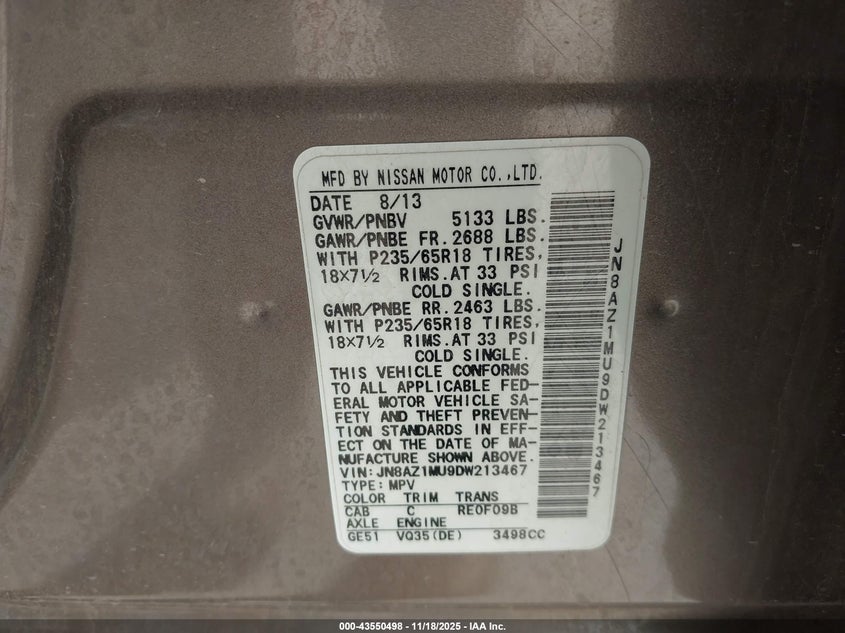 MFD BY NISSAN MOTOR CO.,LTD.
DATE 8/13
GVWR/PNBV 5133 LBS.
GAWR/PNBE FR. 2688 LBS.
WITH P235/65R18 TIRES,
18×7½ RIMS.AT 33 PSI
COLD SINGLE.
GAWR/PNBE RR. 2463 LBS.
WITH P235/65R18 TIRES,
18×7½ RIMS.AT 33 PSI
COLD SINGLE.
THIS VEHICLE CONFORMS
TO ALL APPLICABLE FED-
ERAL MOTOR VEHICLE SA-
FETY AND THEFT PREVEN-
TION STANDARDS IN EFF-
ECT ON THE DATE OF MA-
NUFACTURE SHOWN ABOVE.
VIN:JN8AZ1MU9DW213467
TYPE:MPV
COLOR TRIM TRANS
CAB C RE0F09B
AXLE ENGINE
GE51 VQ35(DE) 3498CC
JN8AZ1MU9DW213467
000-43550498 - 11/18/2025 - IAA Inc.